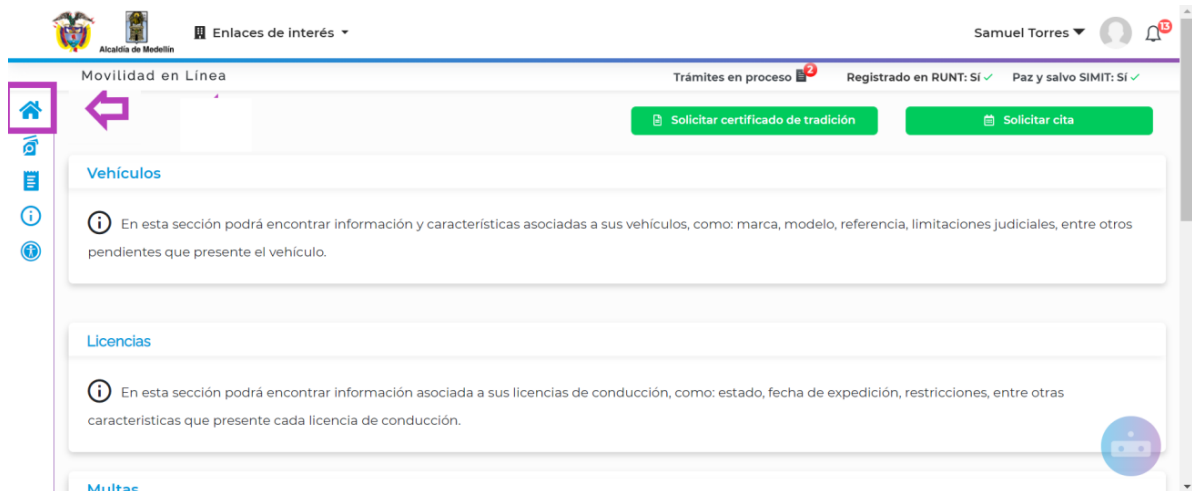 Alcaldía de Medellín
Enlaces de interés
Samuel Torres
13
Movilidad en Línea
Trámites en proceso 2
Registrado en RUNT: Sí
Paz y salvo SIMIT: Sí
Solicitar certificado de tradición
Solicitar cita
Vehículos
En esta sección podrá encontrar información y características asociadas a sus vehículos, como: marca, modelo, referencia, limitaciones judiciales, entre otros
pendientes que presente el vehículo.
Licencias
En esta sección podrá encontrar información asociada a sus licencias de conducción, como: estado, fecha de expedición, restricciones, entre otras
caracteristicas que presente cada licencia de conducción.
Multas